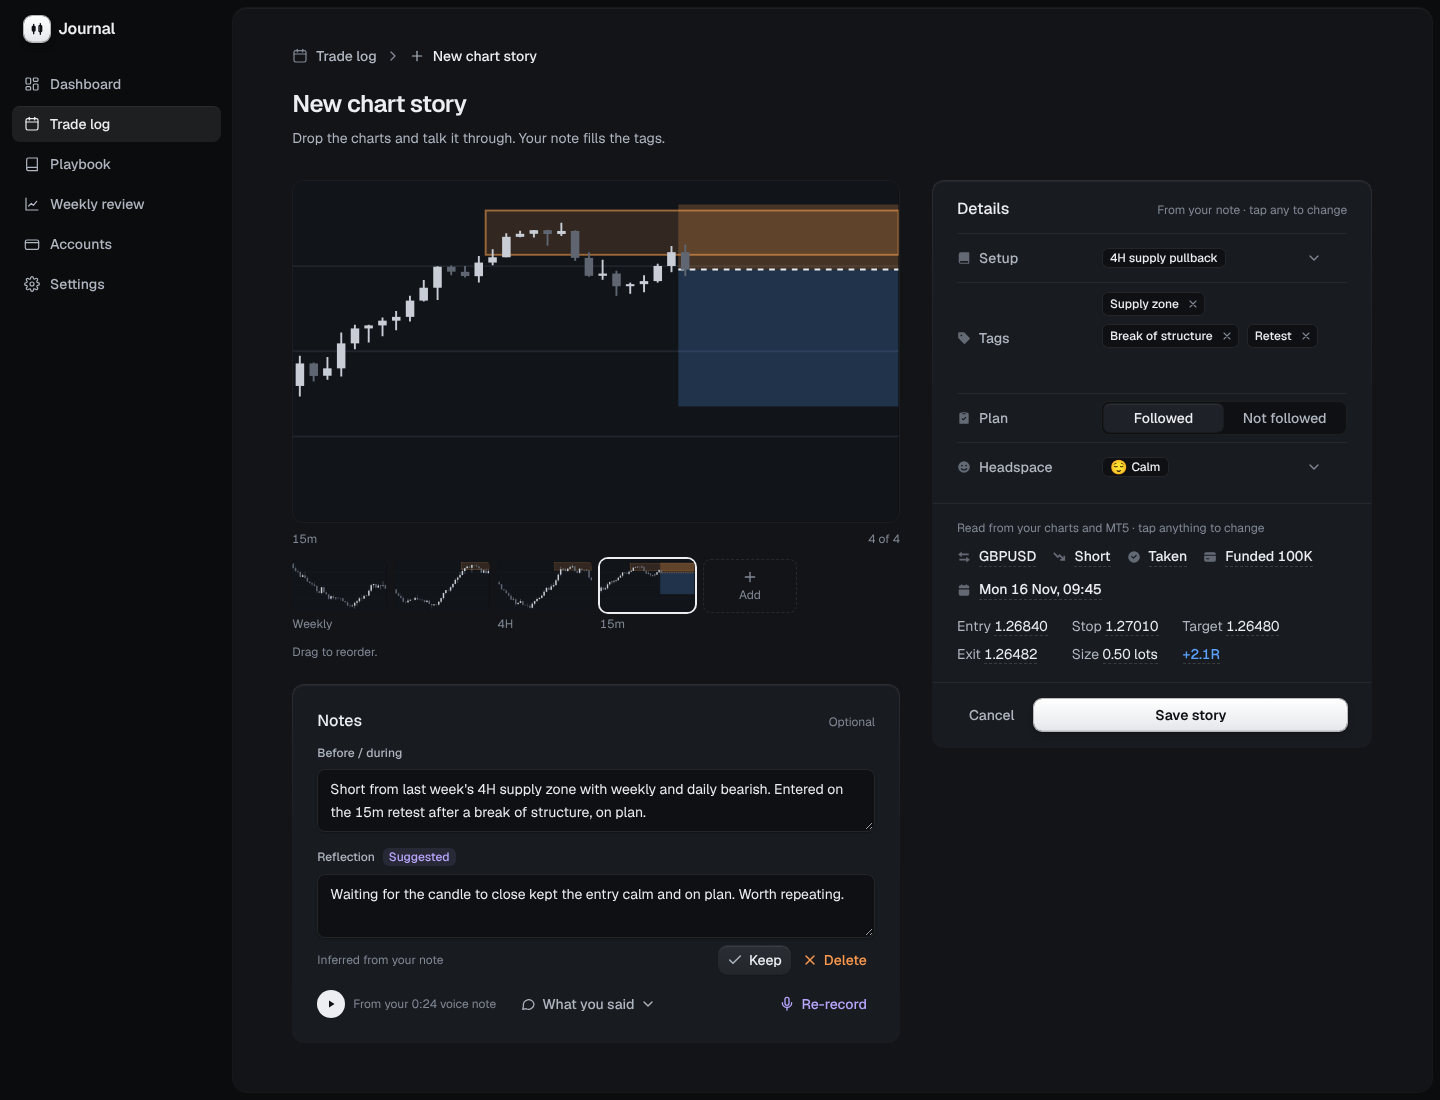 Journal
Dashboard
Trade log
Playbook
Weekly review
Accounts
Settings
Trade log
New chart story
New chart story
Drop the charts and talk it through. Your note fills the tags.
15m
4 of 4
Weekly
4H
15m
Add
Drag to reorder.
Notes
Optional
Before / during
Short from last week's 4H supply zone with weekly and daily bearish. Entered on
the 15m retest after a break of structure, on plan.
Reflection Suggested
Waiting for the candle to close kept the entry calm and on plan. Worth repeating.
Inferred from your note
Keep
Delete
From your 0:24 voice note
What you said
Re-record
Details
From your note · tap any to change
Setup
4H supply pullback
Tags
Supply zone
Break of structure
Retest
Plan
Followed
Not followed
Headspace
😌 Calm
Read from your charts and MT5 · tap anything to change
GBPUSD
Short
Taken
Funded 100K
Mon 16 Nov, 09:45
Entry 1.26840
Stop 1.27010
Target 1.26480
Exit 1.26482
Size 0.50 lots
+2.1R
Cancel
Save story